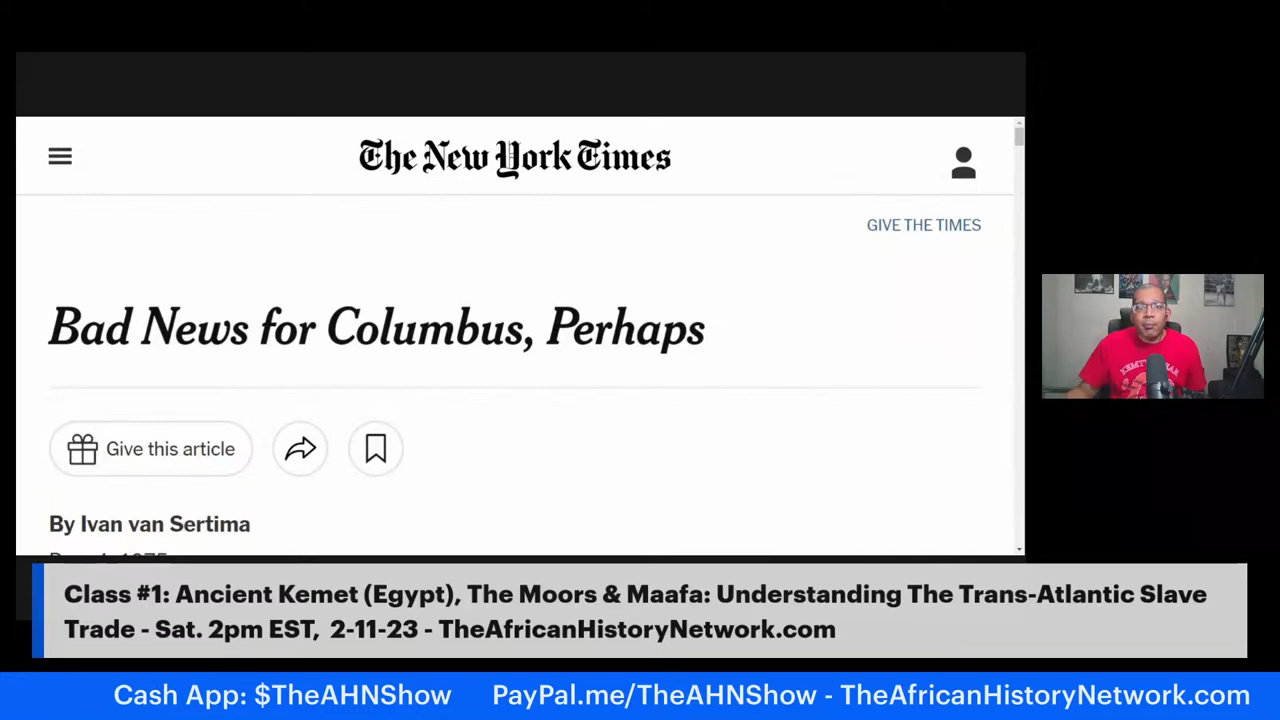 The New York Times
GIVE THE TIMES
Bad News for Columbus, Perhaps
Give this article
By Ivan van Sertima
Class #1: Ancient Kemet (Egypt), The Moors & Maafa: Understanding The Trans-Atlantic Slave
Trade - Sat. 2pm EST, 2-11-23 - TheAfricanHistoryNetwork.com
Cash App: $TheAHNShow PayPal.me/TheAHNShow - TheAfricanHistoryNetwork.com